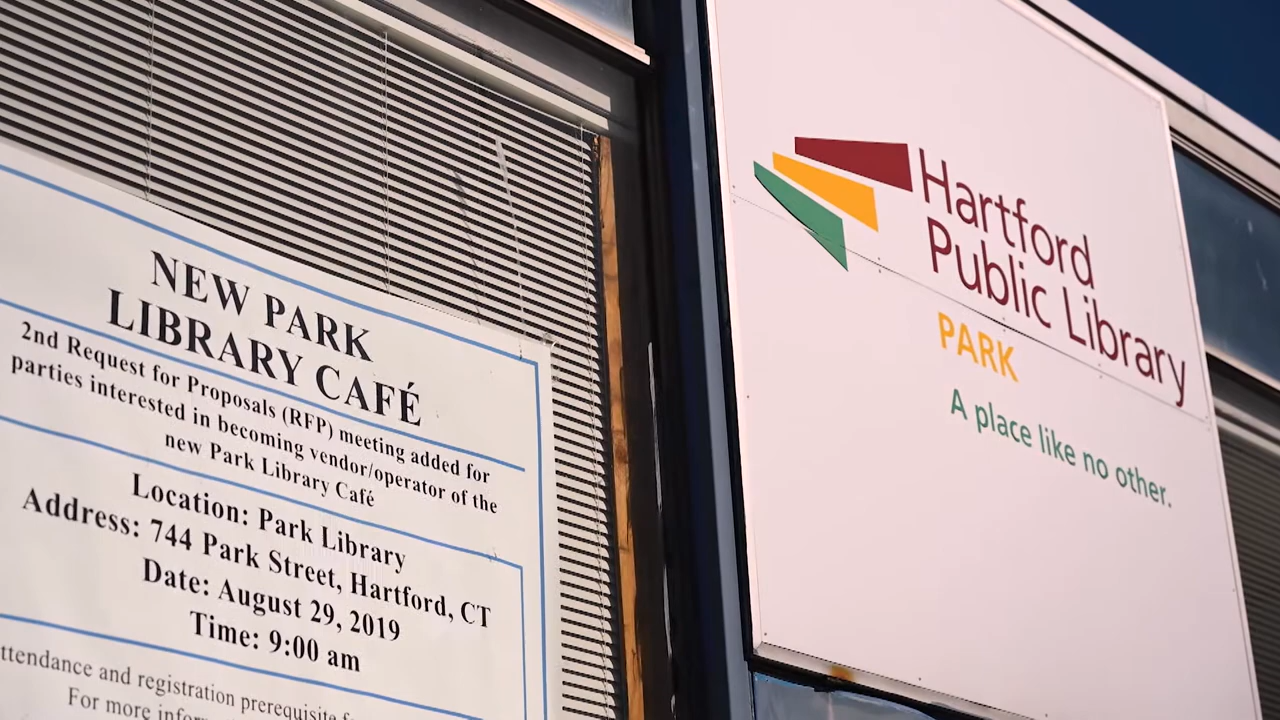 NEW PARK
LIBRARY CAFÉ
2nd Request for Proposals (RFP) meeting added for
parties interested in becoming vendor/operator of the
new Park Library Café
Location: Park Library
Address: 744 Park Street, Hartford, CT
Date: August 29, 2019
Time: 9:00 am
and registration prerequisite
For more
Hartford
Public Library
PARK
A place like no other.